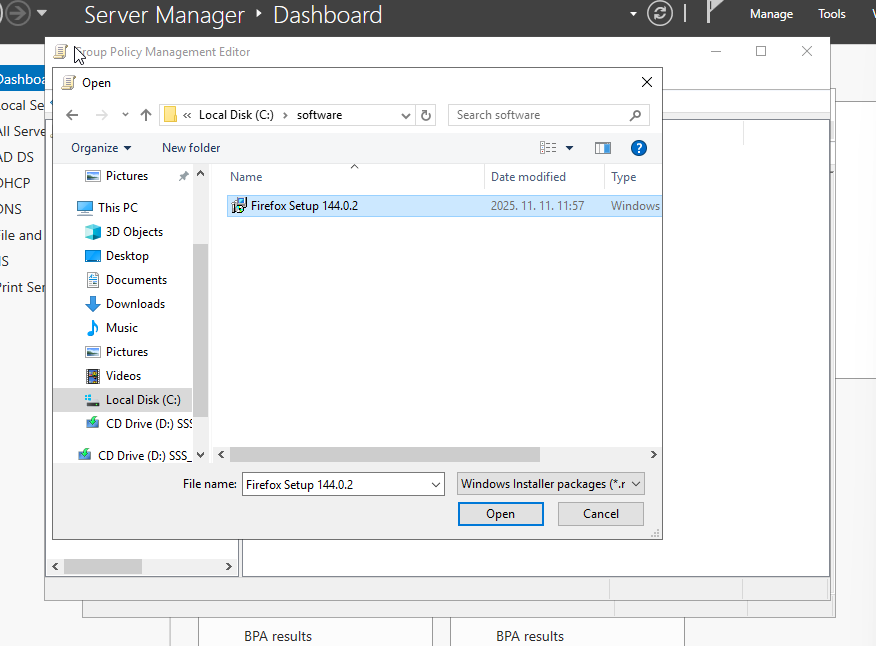 Server Manager ‣ Dashboard
Manage
Tools
Group Policy Management Editor
Open
« Local Disk (C:) › software
Search software
Organize
New folder
Dashboa
ocal Se
All Serve
AD DS
DHCP
DNS
ile and
IS
Print Ser
Pictures
This PC
3D Objects
Desktop
Documents
Downloads
Music
Pictures
Videos
Local Disk (C:)
CD Drive (D:) SSS
CD Drive (D:) SSS_
Name
Date modified
Type
Firefox Setup 144.0.2
2025. 11. 11. 11:57
Windows
File name:
Firefox Setup 144.0.2
Windows Installer packages (*.r
Open
Cancel
BPA results
BPA results